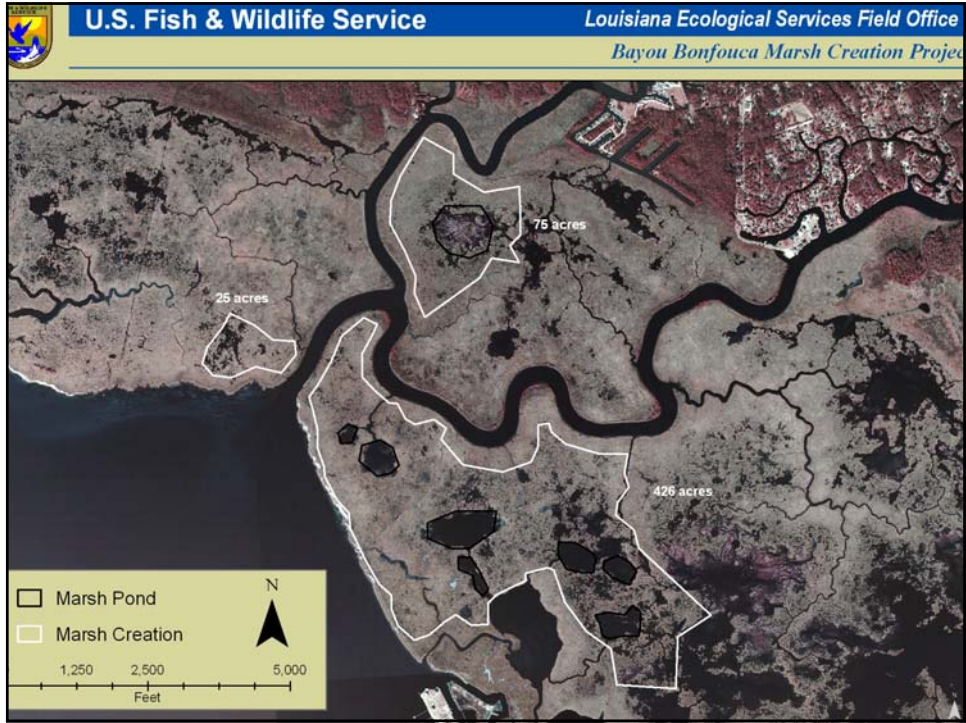 U.S. Fish & Wildlife Service
Louisiana Ecological Services Field Office
Bayou Bonfouca Marsh Creation Projec
75 acres
25 acres
426 acres
N
Marsh Pond
Marsh Creation
1,250 2,500 5,000
Feet